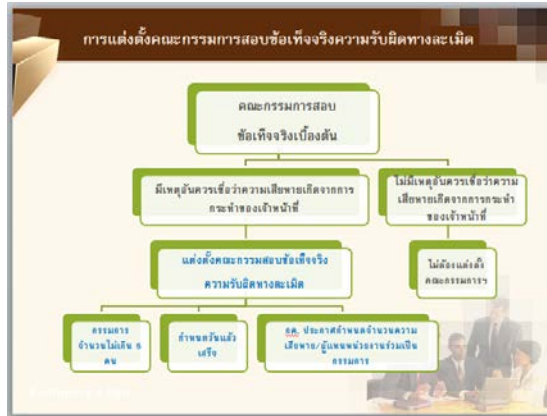 การแต่งตั้งคณะกรรมการสอบข้อเท็จจริงความรับผิดทางละเมิด
คณะกรรมการสอบ
ข้อเท็จจริงเบื้องต้น
มีเหตุอันควรเชื่อว่าความเสียหายเกิดจากการ
กระทำของเจ้าหน้าที่
ไม่มีเหตุอันควรเชื่อว่าความ
เสียหายเกิดจากการกระทำ
ของเจ้าหน้าที่
แต่งตั้งคณะกรรมการสอบข้อเท็จจริง
ความรับผิดทางละเมิด
ไม่ต้องแต่งตั้ง
คณะกรรมการฯ
กรรมการ
จำนวนไม่เกิน 5
คน
กำหนดวันแล้ว
เสร็จ
กค. ประกาศกำหนดจำนวนความ
เสียหาย/ผู้แทนหน่วยงานร่วมเป็น
กรรมการ